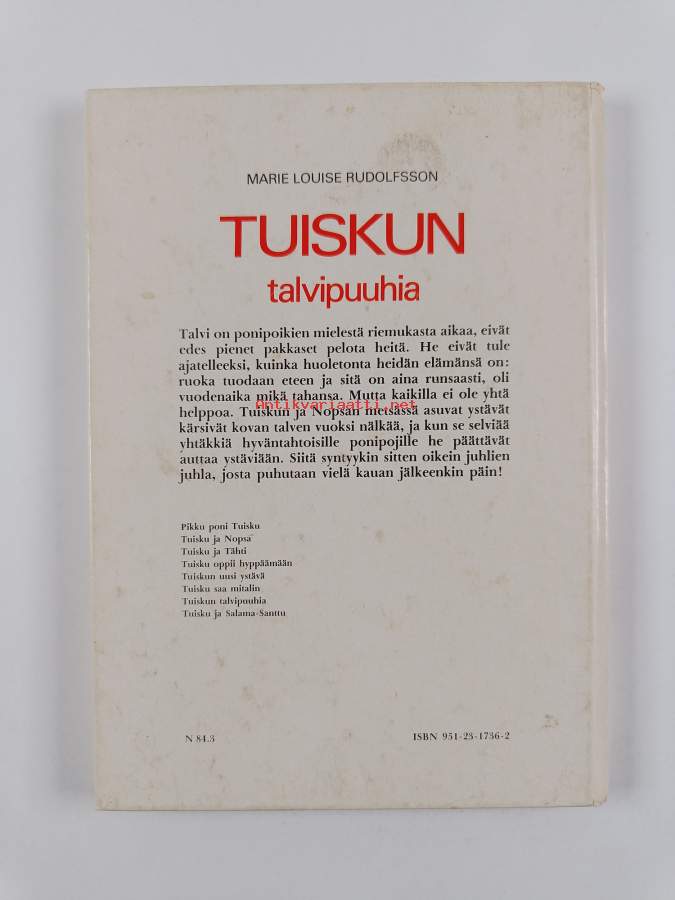 MARIE LOUISE RUDOLFSSON
TUISKUN
talvipuuhia
Talvi on ponipoikien mielestä riemukasta aikaa, eivät
edes pienet pakkaset pelota heitä. He eivät tule
ajatelleeksi, kuinka huoletonta heidän elämänsä on:
ruoka tuodaan eteen ja sitä on aina runsaasti, oli
vuodenaika mikä tahansa. Mutta kaikilla ei ole yhtä
Antikvariaatti.net
helppoa. Tuiskun ja Nopsan metsässä asuvat ystävät
kärsivät kovan talven vuoksi nälkää, ja kun se selviää
yhtäkkiä hyväntahtoisille ponipojille he päättävät
auttaa ystäviään. Siitä syntyykin sitten oikein juhlien
juhla, josta puhutaan vielä kauan jälkeenkin päin!
Pikku poni Tuisku
Tuisku ja Nopsa
Tuisku ja Tähti
Tuisku oppii hyppäämään
Tuiskun uusi ystävä
Tuisku saa mitalin
Tuiskun talvipuuhia
Tuisku ja Salama-Santtu
N 84.3
ISBN 951-23-1736-2